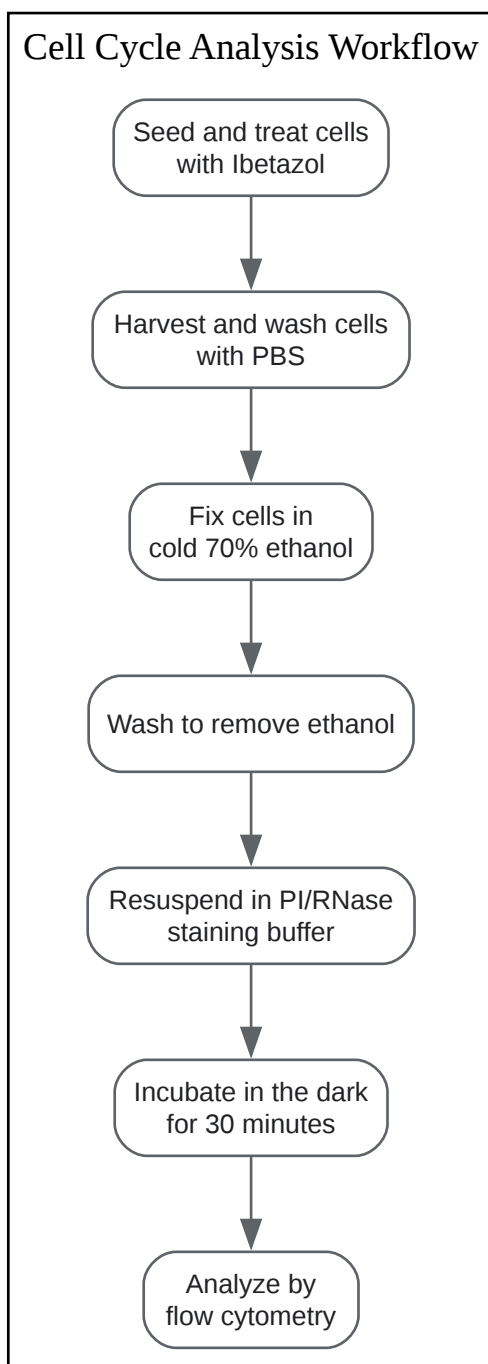 Cell Cycle Analysis Workflow
Seed and treat cells
with Ibetazol
Harvest and wash cells
with PBS
Fix cells in
cold 70% ethanol
Wash to remove ethanol
Resuspend in PI/RNase
staining buffer
Incubate in the dark
for 30 minutes
Analyze by
flow cytometry